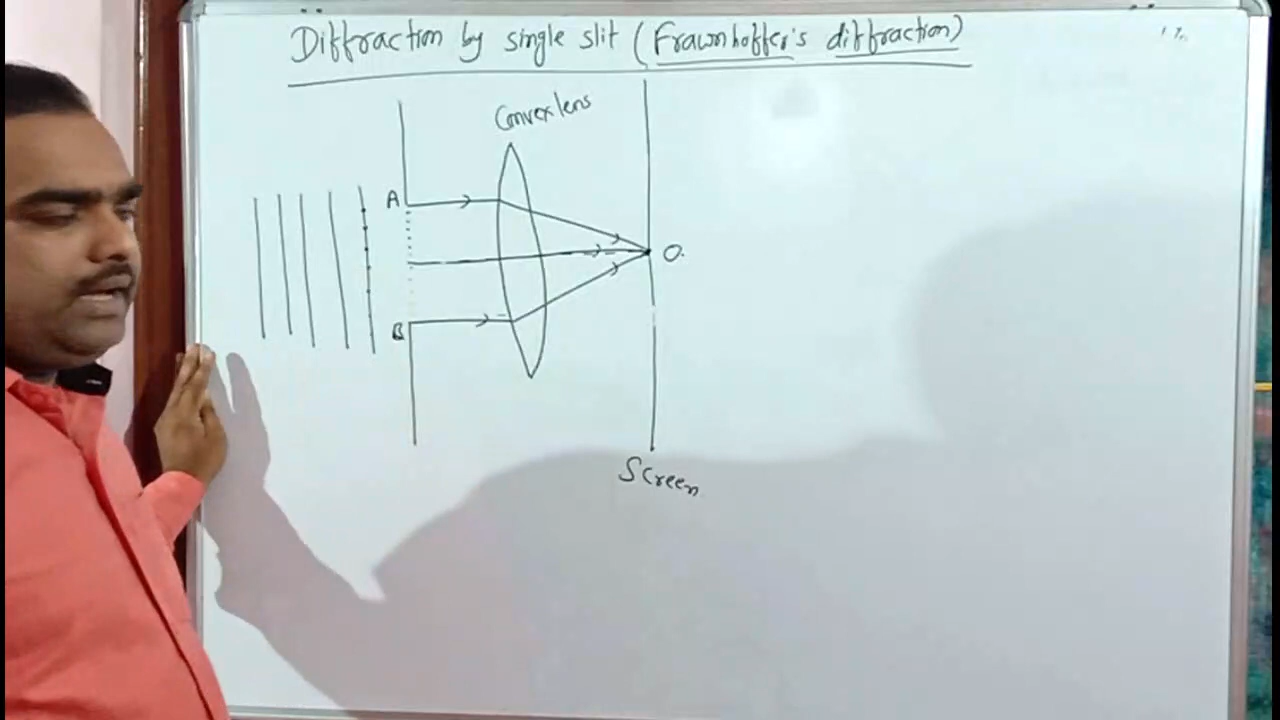 Diffraction by single slit (Frawnhoffer's diffraction)
Convex lens
A
O.
B
Screen